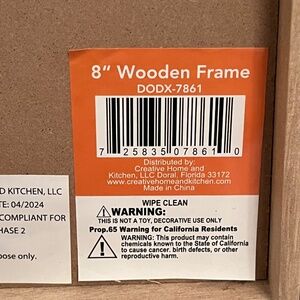 8" Wooden Frame
DODX-7861
7 25835 07861 0
Distributed by:
Creative Home and
Kitchen, LLC Doral, Florida 33172
www.creativehomeandkitchen.com
Made in China
WIPE CLEAN
⚠WARNING:
THIS IS NOT A TOY, DECORATIVE USE ONLY
Prop.65 Warning for California Residents
WARNING: This product may contain
chemicals known to the State of California
to cause cancer, birth defects, or other
reproductive harm.
D KITCHEN, LLC
TE: 04/2024
COMPLIANT FOR
HASE 2
pose only.